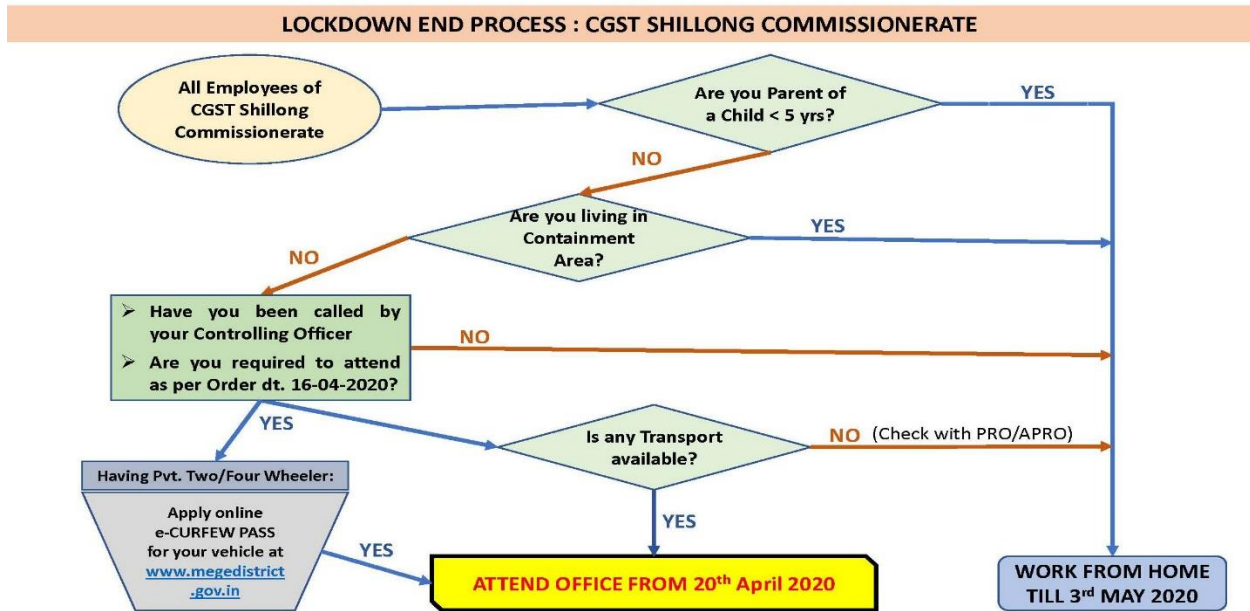 LOCKDOWN END PROCESS : CGST SHILLONG COMMISSIONERATE
All Employees of
CGST Shillong
Commissionerate
Are you Parent of
a Child < 5 yrs?
YES
NO
Are you living in
Containment
Area?
YES
NO
➢ Have you been called by
your Controlling Officer
➢ Are you required to attend
as per Order dt. 16-04-2020?
NO
YES
Is any Transport
available?
NO (Check with PRO/APRO)
Having Pvt. Two/Four Wheeler:
Apply online
e-CURFEW PASS
for your vehicle at
www.megedistrict
.gov.in
YES
YES
ATTEND OFFICE FROM 20th April 2020
WORK FROM HOME
TILL 3rd MAY 2020